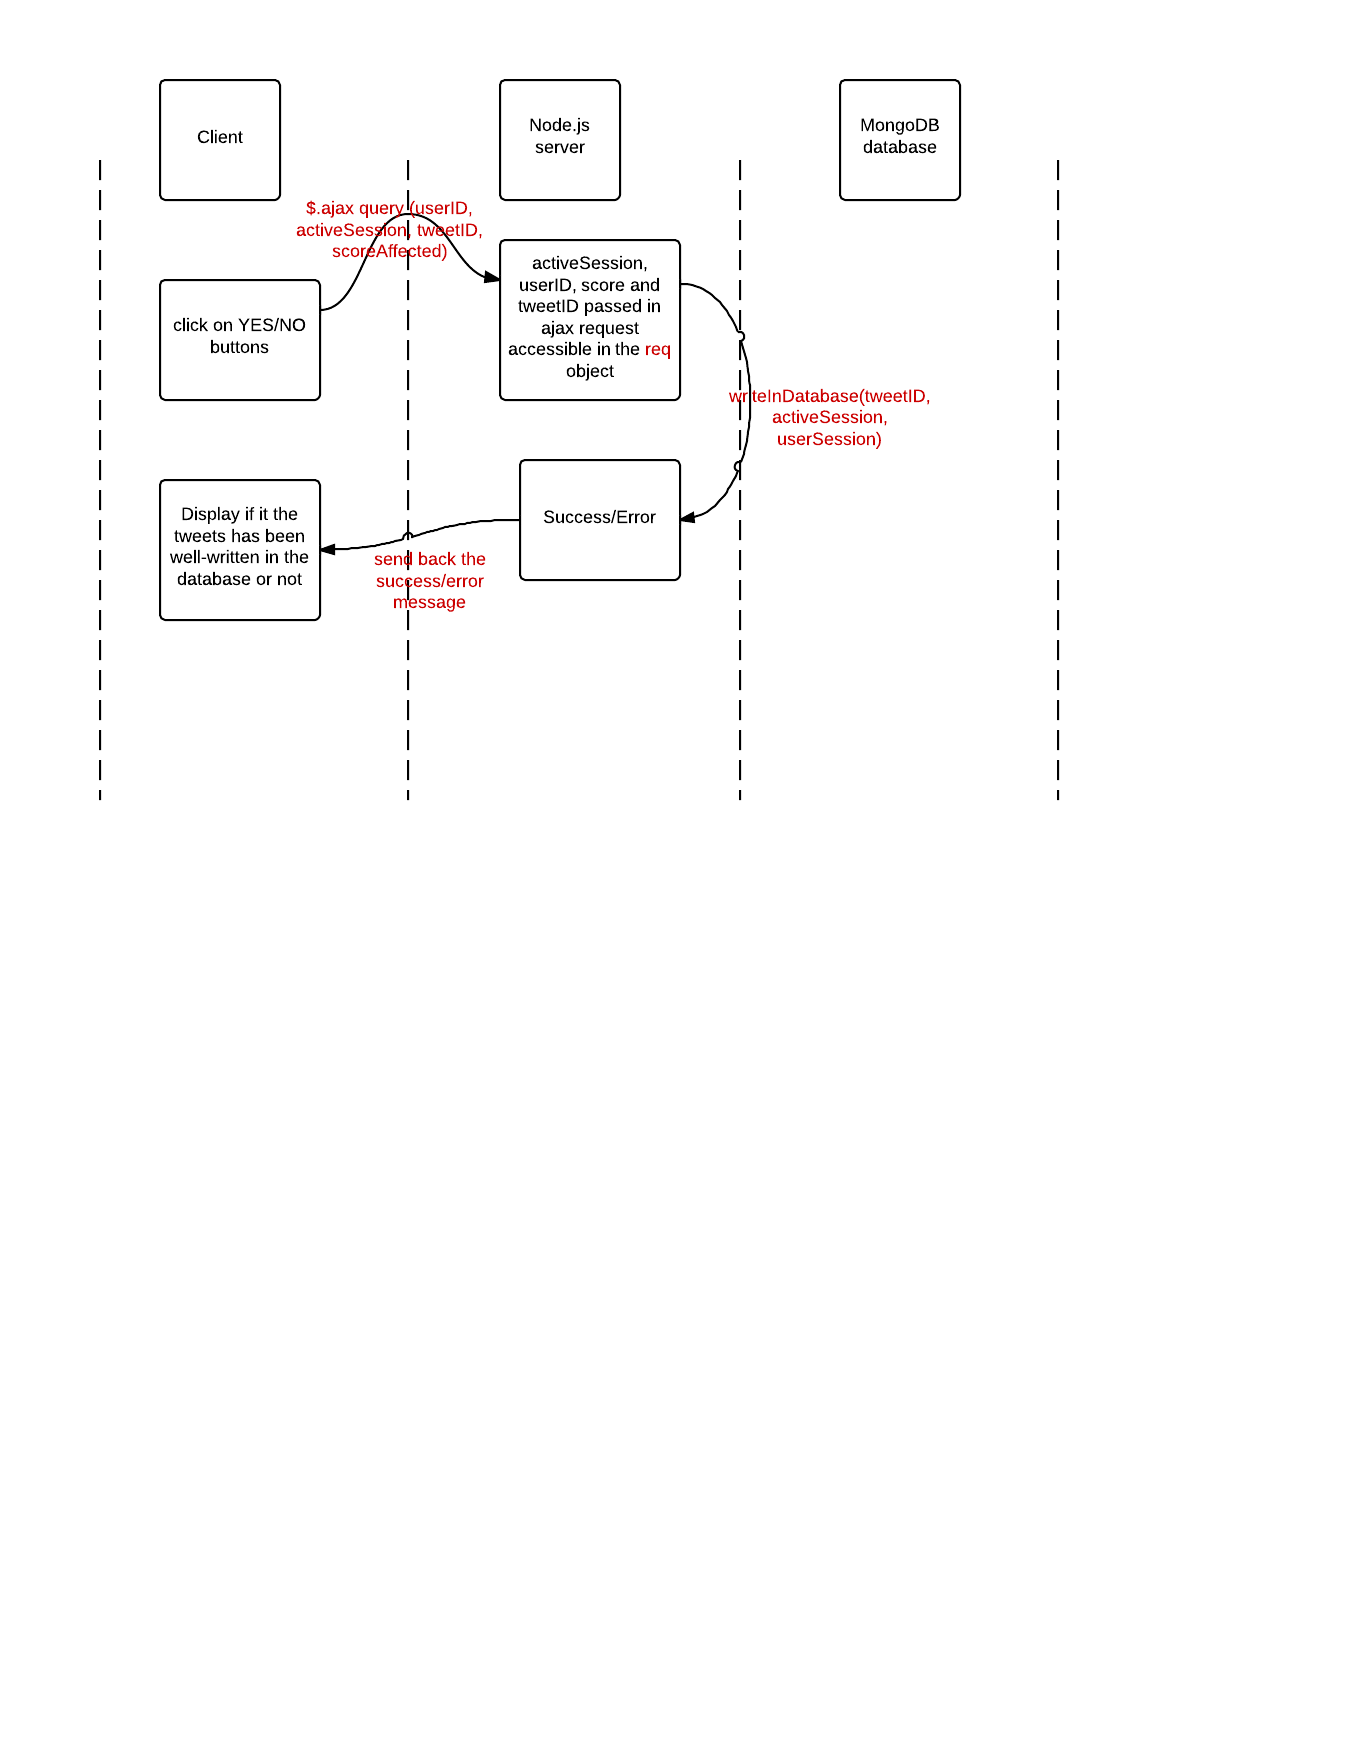 Client
Node.js
server
MongoDB
database
$.ajax query (userID,
activeSession, tweetID,
scoreAffected)
activeSession,
userID, score and
tweetID passed in
ajax request
accessible in the req
object
click on YES/NO
buttons
writeInDatabase(tweetID,
activeSession,
userSession)
Success/Error
Display if it the
tweets has been
well-written in the
database or not
send back the
success/error
message